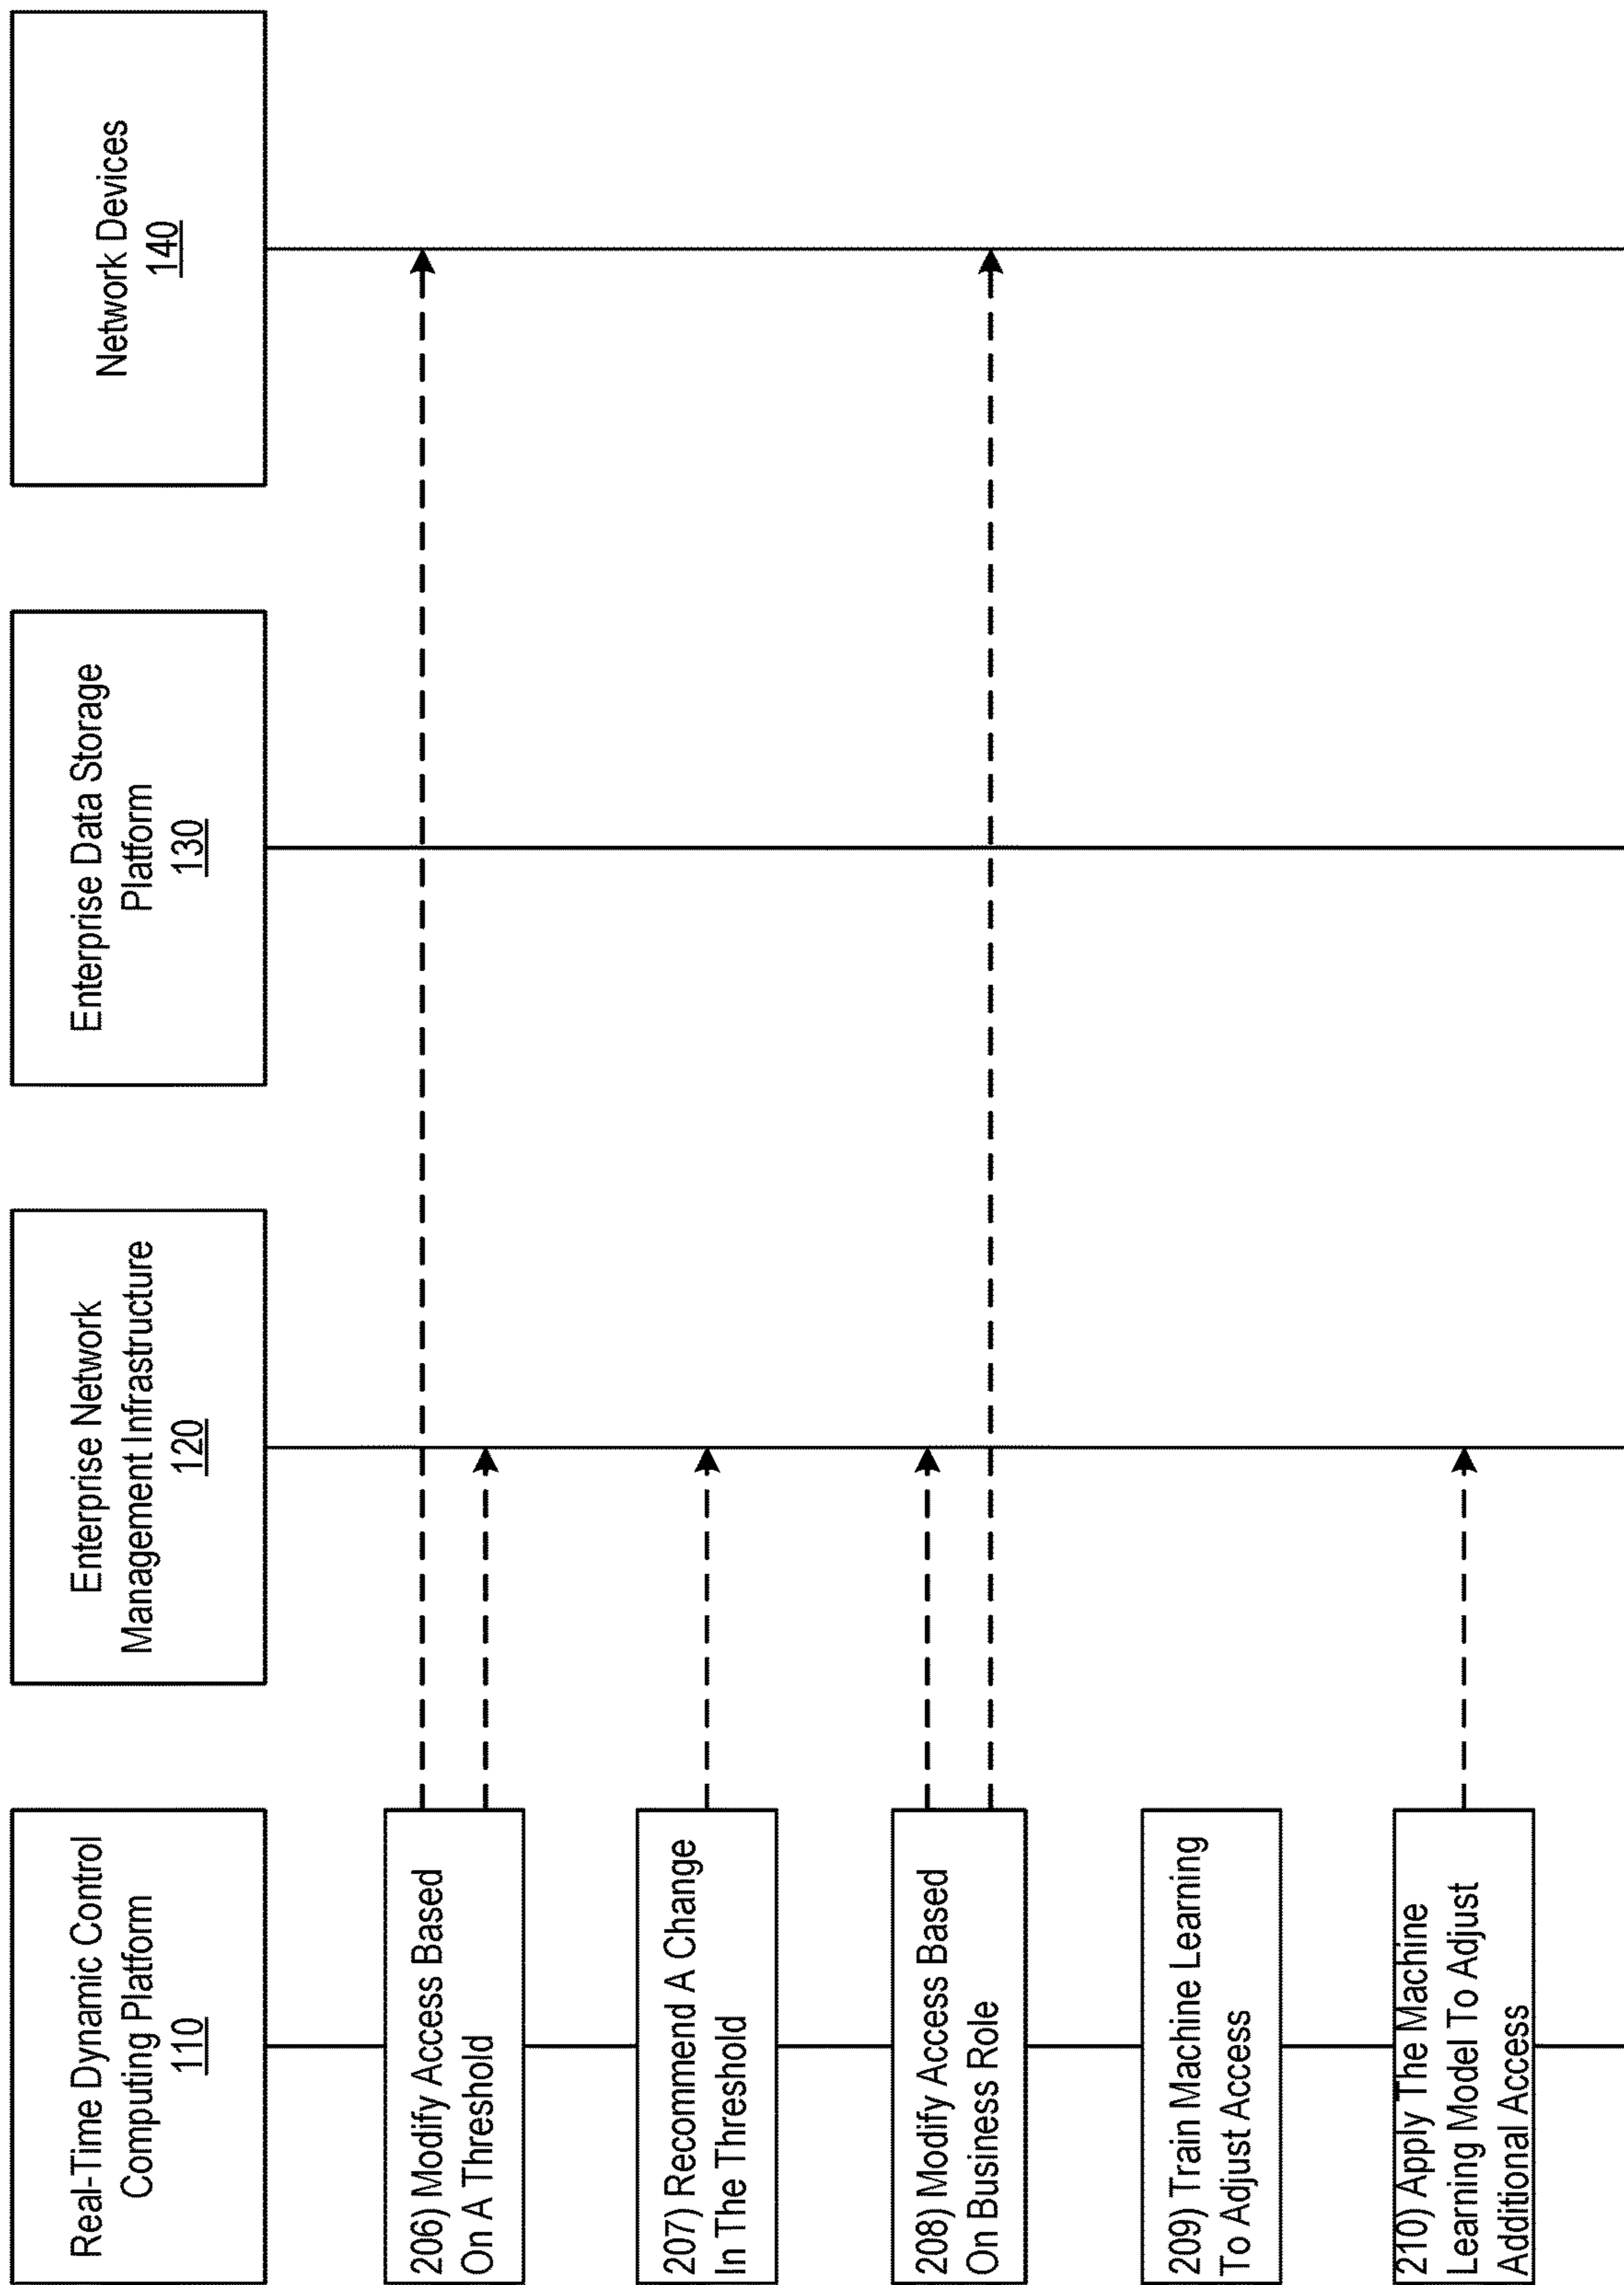 Real-Time Dynamic Control
Computing Platform
110
Enterprise Network
Management Infrastructure
120
Enterprise Data Storage
Platform
130
Network Devices
140
206) Modify Access Based
On A Threshold
207) Recommend A Change
In The Threshold
208) Modify Access Based
On Business Role
209) Train Machine Learning
To Adjust Access
210) Apply The Machine
Learning Model To Adjust
Additional Access